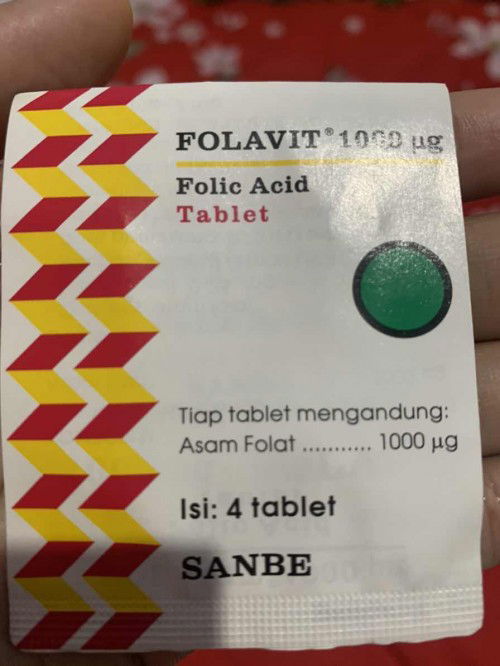 FOLAVIT® 1000 µg
Folic Acid
Tablet
Tiap tablet mengandung:
Asam Folat ........... 1000 µg
Isi: 4 tablet
SANBE